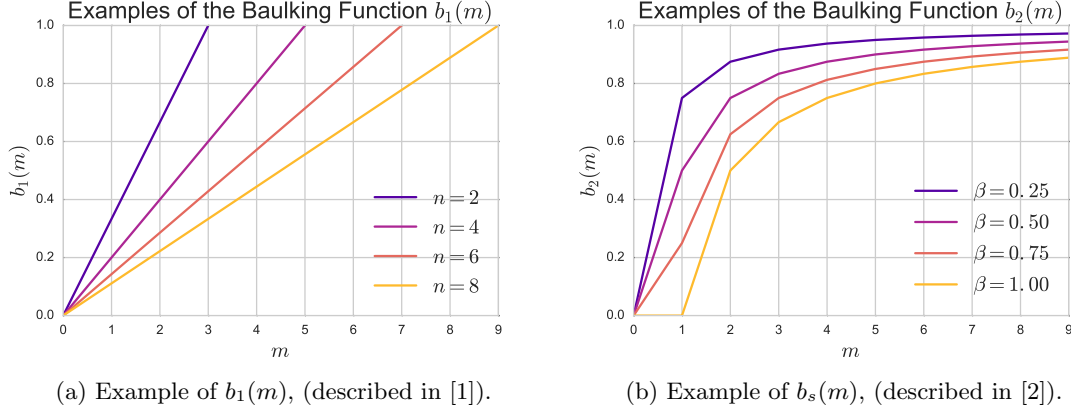 Examples of the Baulking Function b₁(m)
1.0
0.8
0.6
0.4
0.2
0.0
b₁(m)
n = 2
n = 4
n = 6
n = 8
0 1 2 3 4 5 6 7 8 9
m
(a) Example of b₁(m), (described in [1]).
Examples of the Baulking Function b₂(m)
1.0
0.8
0.6
0.4
0.2
0.0
b₂(m)
β = 0.25
β = 0.50
β = 0.75
β = 1.00
0 1 2 3 4 5 6 7 8 9
m
(b) Example of bₛ(m), (described in [2]).